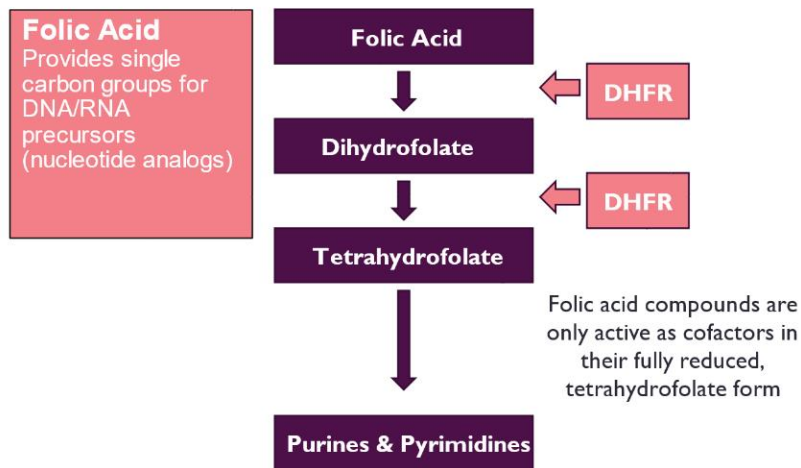 Folic Acid
Provides single
carbon groups for
DNA/RNA
precursors
(nucleotide analogs)
Folic Acid
DHFR
Dihydrofolate
DHFR
Tetrahydrofolate
Folic acid compounds are
only active as cofactors in
their fully reduced,
tetrahydrofolate form
Purines & Pyrimidines